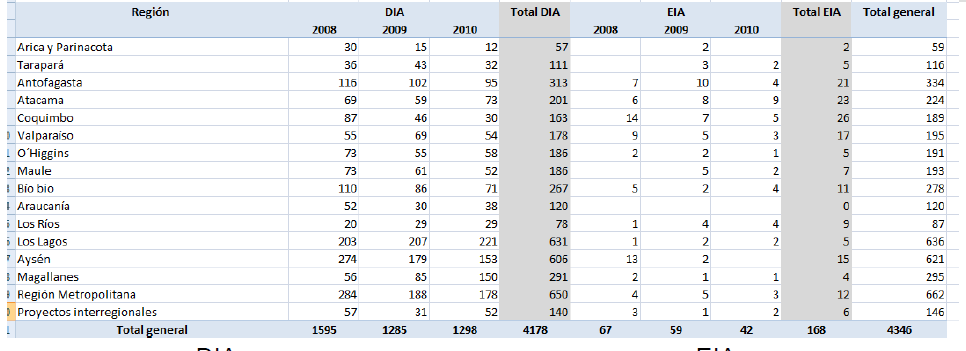 Región DIA Total DIA EIA Total EIA Total general
2008 2009 2010 2008 2009 2010
Arica y Parinacota 30 15 12 57 2 2 59
Tarapará 36 43 32 111 3 2 5 116
Antofagasta 116 102 95 313 7 10 4 21 334
Atacama 69 59 73 201 6 8 9 23 224
Coquimbo 87 46 30 163 14 7 5 26 189
Valparaíso 55 69 54 178 9 5 3 17 195
O´Higgins 73 55 58 186 2 2 1 5 191
Maule 73 61 52 186 5 2 7 193
Bío bio 110 86 71 267 5 2 4 11 278
Araucanía 52 30 38 120 0 120
Los Ríos 20 29 29 78 1 4 4 9 87
Los Lagos 203 207 221 631 1 2 2 5 636
Aysén 274 179 153 606 13 2 15 621
Magallanes 56 85 150 291 2 1 1 4 295
Región Metropolitana 284 188 178 650 4 5 3 12 662
Proyectos interregionales 57 31 52 140 3 1 2 6 146
Total general 1595 1285 1298 4178 67 59 42 168 4346
DIA EIA